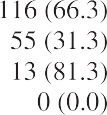 116 (66.3)
55 (31.3)
13 (81.3)
0 (0.0)